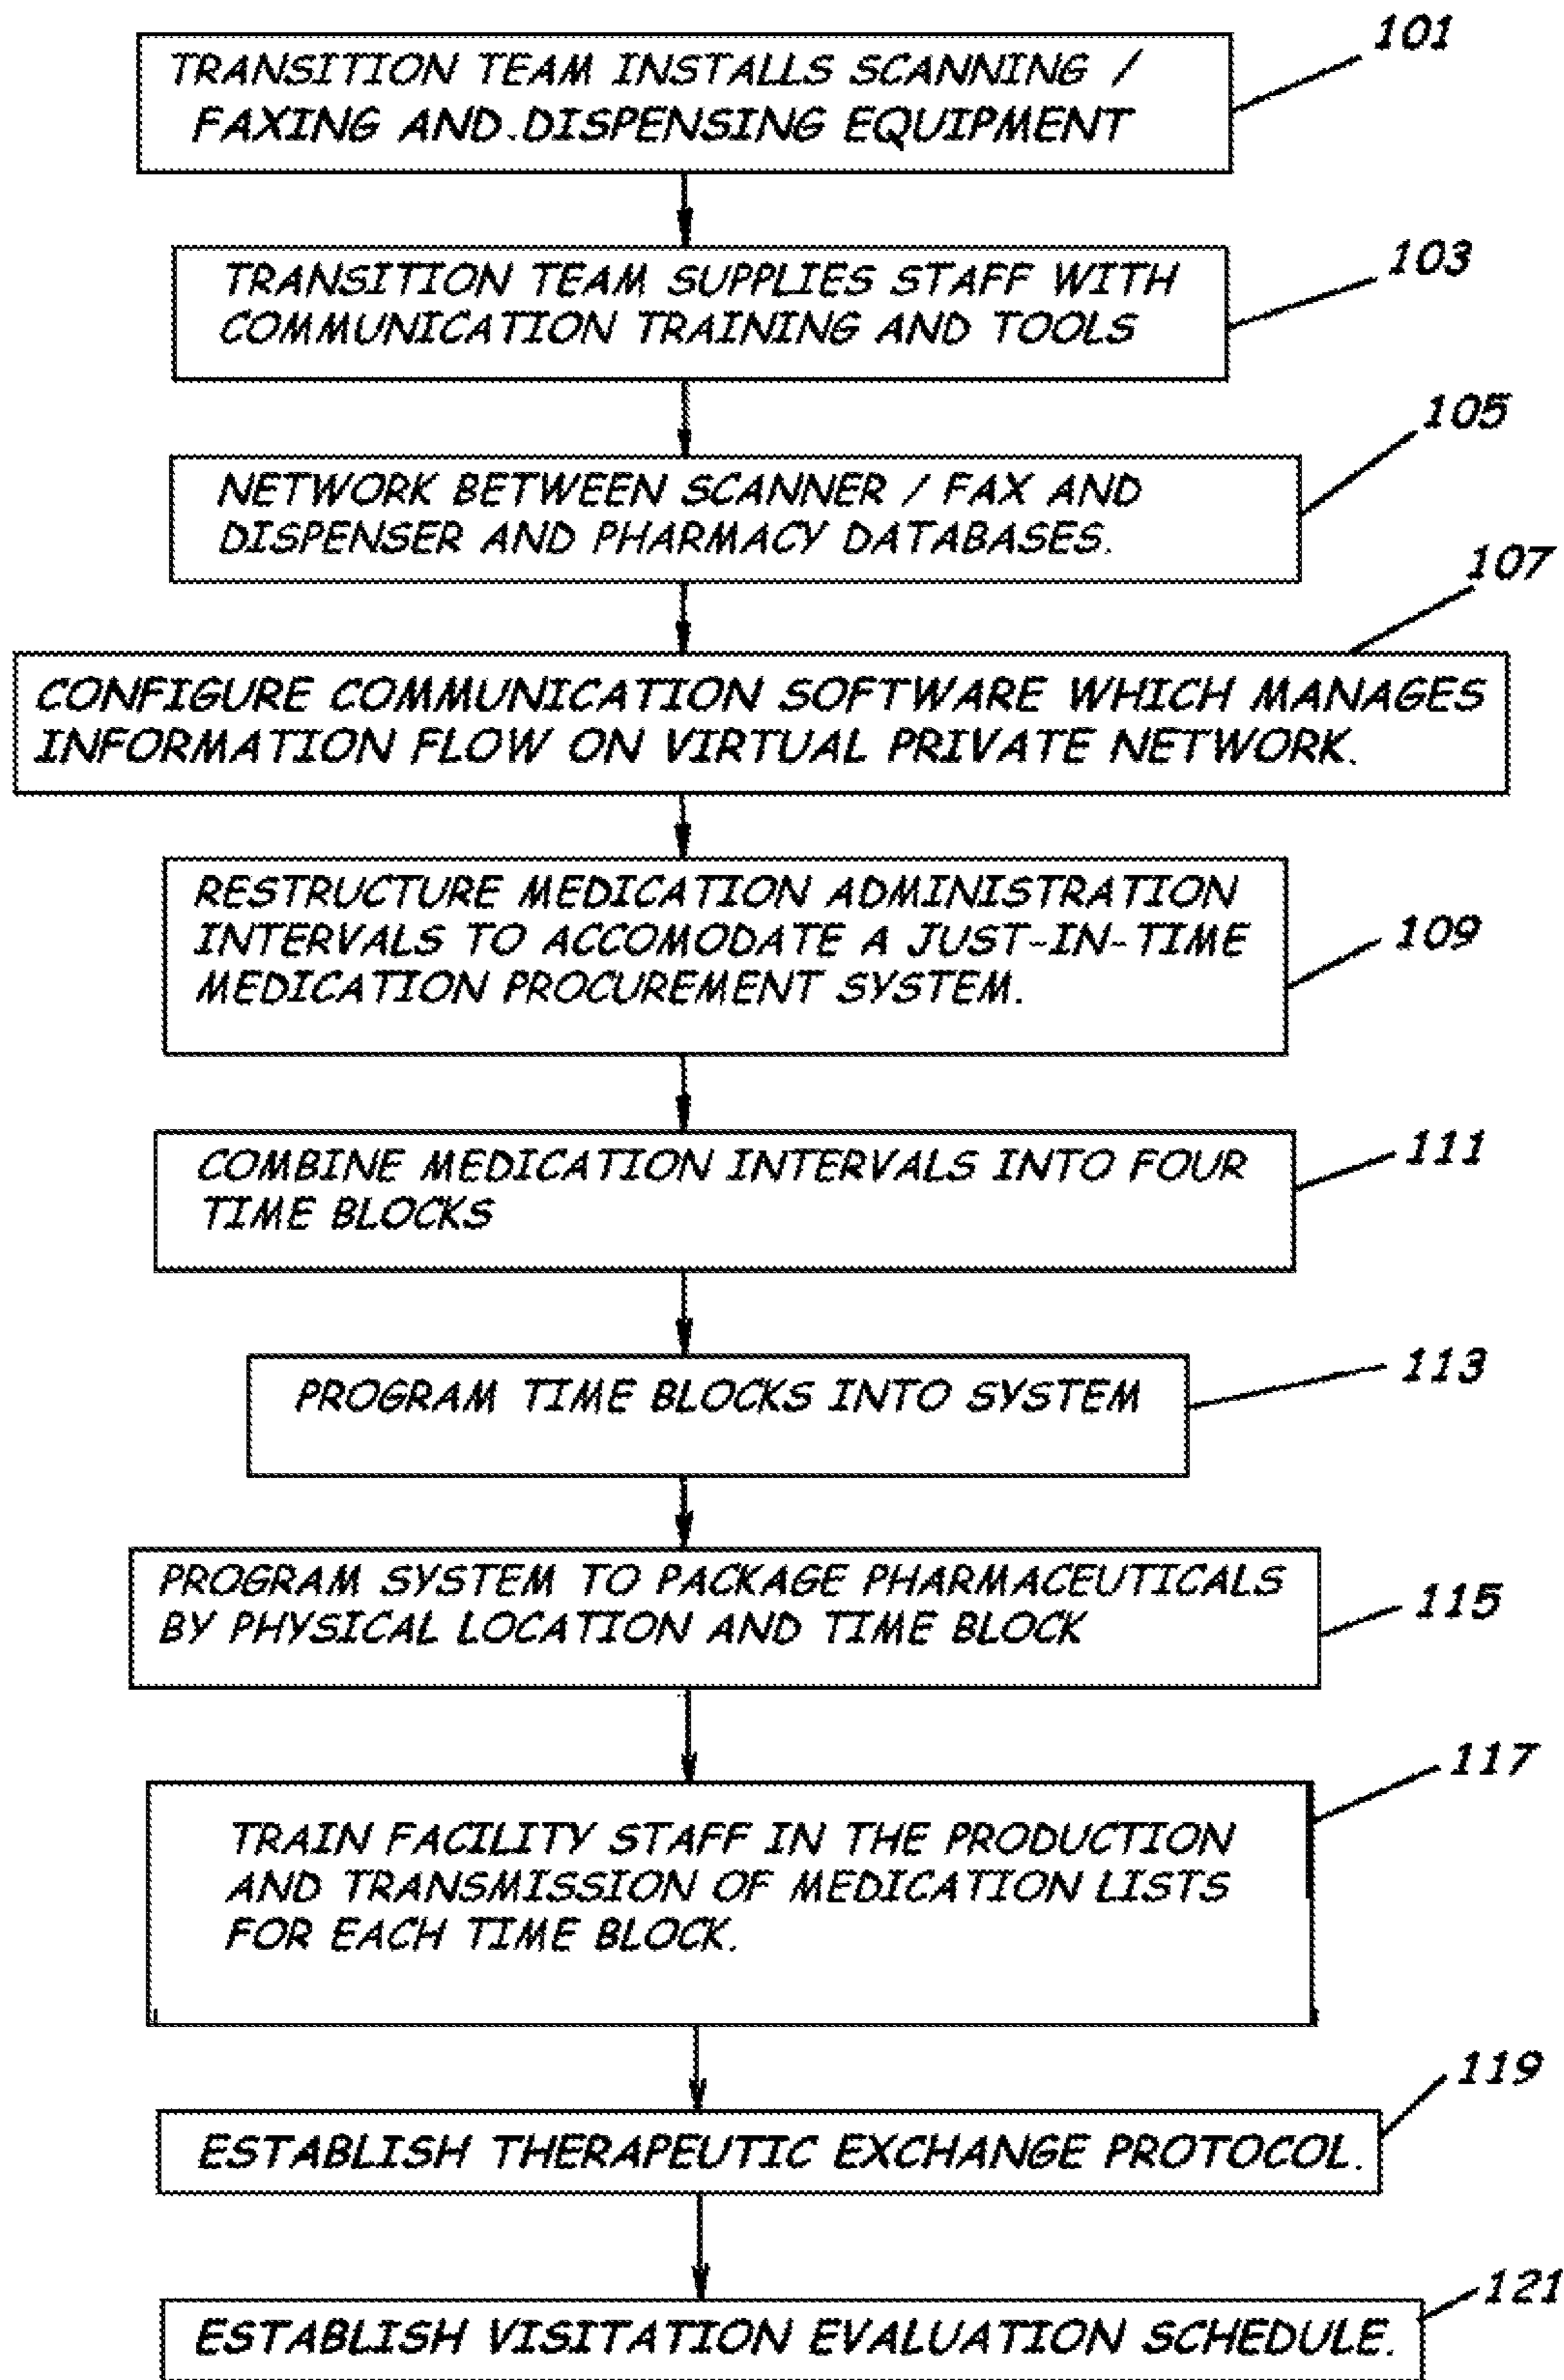 101
TRANSITION TEAM INSTALLS SCANNING /
FAXING AND DISPENSING EQUIPMENT
103
TRANSITION TEAM SUPPLIES STAFF WITH
COMMUNICATION TRAINING AND TOOLS
105
NETWORK BETWEEN SCANNER / FAX AND
DISPENSER AND PHARMACY DATABASES.
107
CONFIGURE COMMUNICATION SOFTWARE WHICH MANAGES
INFORMATION FLOW ON VIRTUAL PRIVATE NETWORK.
RESTRUCTURE MEDICATION ADMINISTRATION
INTERVALS TO ACCOMODATE A JUST-IN-TIME
MEDICATION PROCUREMENT SYSTEM.
109
COMBINE MEDICATION INTERVALS INTO FOUR
TIME BLOCKS
111
PROGRAM TIME BLOCKS INTO SYSTEM
113
PROGRAM SYSTEM TO PACKAGE PHARMACEUTICALS
BY PHYSICAL LOCATION AND TIME BLOCK
115
117
TRAIN FACILITY STAFF IN THE PRODUCTION
AND TRANSMISSION OF MEDICATION LISTS
FOR EACH TIME BLOCK.
119
ESTABLISH THERAPEUTIC EXCHANGE PROTOCOL.
121
ESTABLISH VISITATION EVALUATION SCHEDULE.